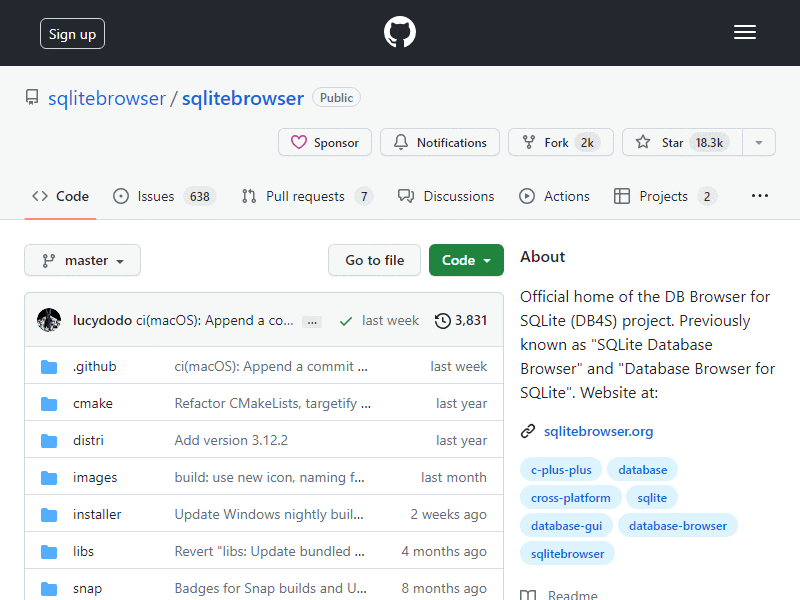 Sign up
sqlitebrowser / sqlitebrowser Public
Sponsor Notifications Fork 2k Star 18.3k
Code Issues 638 Pull requests 7 Discussions Actions Projects 2 ...
master Go to file Code
About
Official home of the DB Browser for
SQLite (DB4S) project. Previously
known as "SQLite Database
Browser" and "Database Browser for
SQLite". Website at:
sqlitebrowser.org
c-plus-plus database
cross-platform sqlite
database-gui database-browser
sqlitebrowser
Readme
lucydodo ci(macOS): Append a co... ... last week 3,831
.github ci(macOS): Append a commit ... last week
cmake Refactor CMakeLists, targetify ... last year
distri Add version 3.12.2 last year
images build: use new icon, naming f... last month
installer Update Windows nightly buil... 2 weeks ago
libs Revert "libs: Update bundled ... 4 months ago
snap Badges for Snap builds and U... 8 months ago